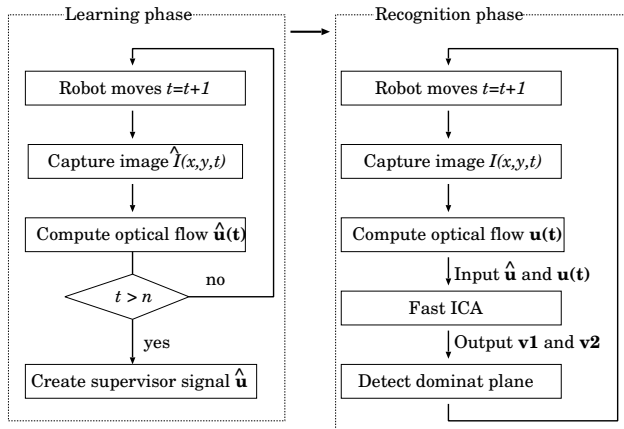 Learning phase
Robot moves t=t+1
Capture image Î(x,y,t)
Compute optical flow û(t)
t > n
no
yes
Create supervisor signal û
Recognition phase
Robot moves t=t+1
Capture image I(x,y,t)
Compute optical flow u(t)
Input û and u(t)
Fast ICA
Output v1 and v2
Detect dominat plane